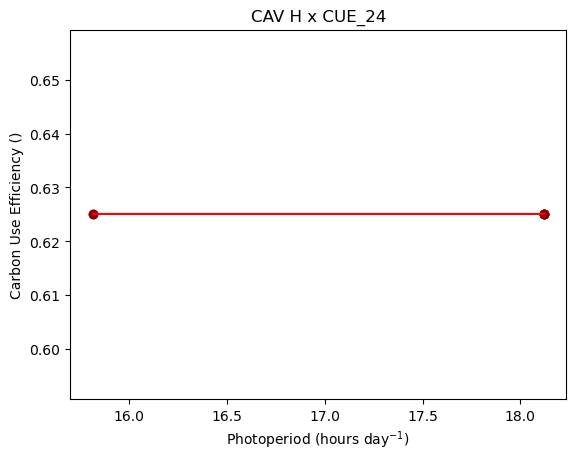 CAV H x CUE_24
Carbon Use Efficiency ()
0.65
0.64
0.63
0.62
0.61
0.60
16.0 16.5 17.0 17.5 18.0
Photoperiod (hours day⁻¹)